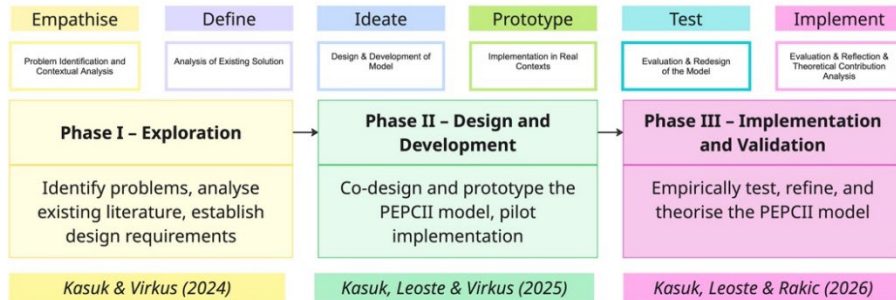 Empathise
Define
Ideate
Prototype
Test
Implement
Problem Identification and
Contextual Analysis
Analysis of Existing Solution
Design & Development of
Model
Implementation in Real
Contexts
Evaluation & Redesign
of the Model
Evaluation & Reflection &
Theoretical Contribution
Analysis
Phase I – Exploration
Identify problems, analyse
existing literature, establish
design requirements
Phase II – Design and
Development
Co-design and prototype the
PEPCII model, pilot
implementation
Phase III – Implementation
and Validation
Empirically test, refine, and
theorise the PEPCII model
Kasuk & Virkus (2024)
Kasuk, Leoste & Virkus (2025)
Kasuk, Leoste & Rakic (2026)